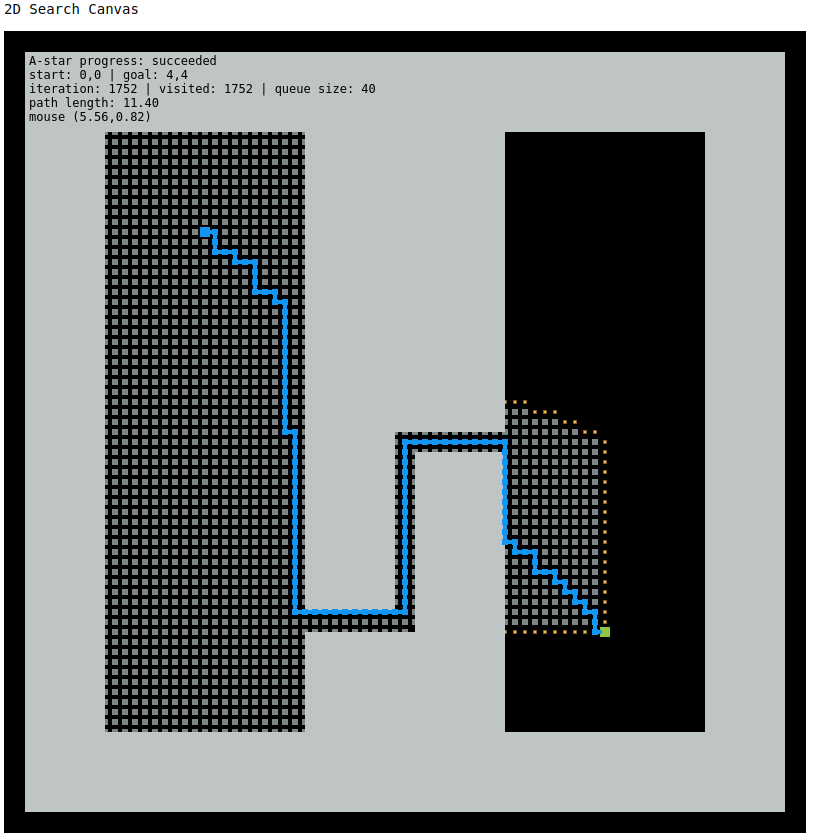 2D Search Canvas
A-star progress: succeeded
start: 0,0 | goal: 4,4
iteration: 1752 | visited: 1752 | queue size: 40
path length: 11.40
mouse (5.56,0.82)